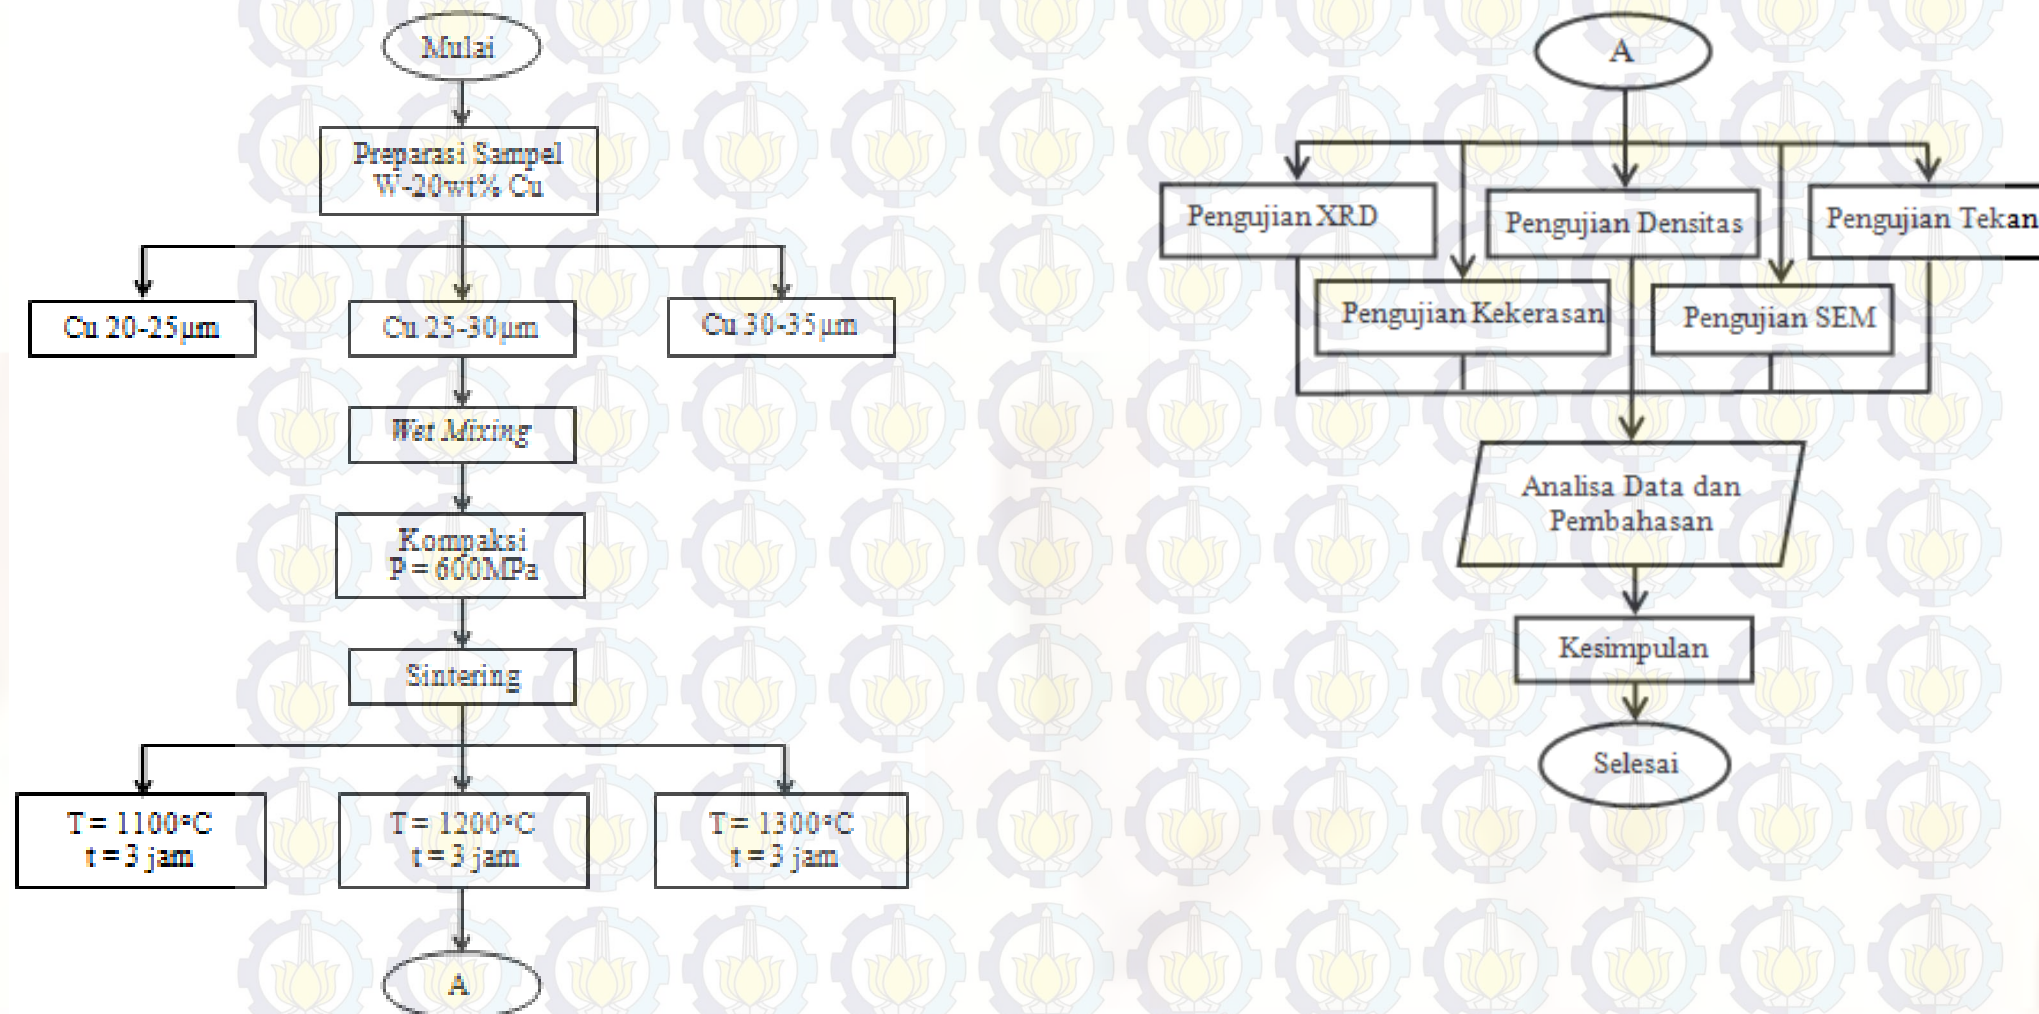 Mulai
Preparasi Sampel
W-20wt% Cu
Cu 20-25µm
Cu 25-30µm
Cu 30-35µm
Wet Mixing
Kompaksi
P = 600MPa
Sintering
T = 1100°C
t = 3 jam
T = 1200°C
t = 3 jam
T = 1300°C
t = 3 jam
A
A
Pengujian XRD
Pengujian Densitas
Pengujian Tekan
Pengujian Kekerasan
Pengujian SEM
Analisa Data dan
Pembahasan
Kesimpulan
Selesai